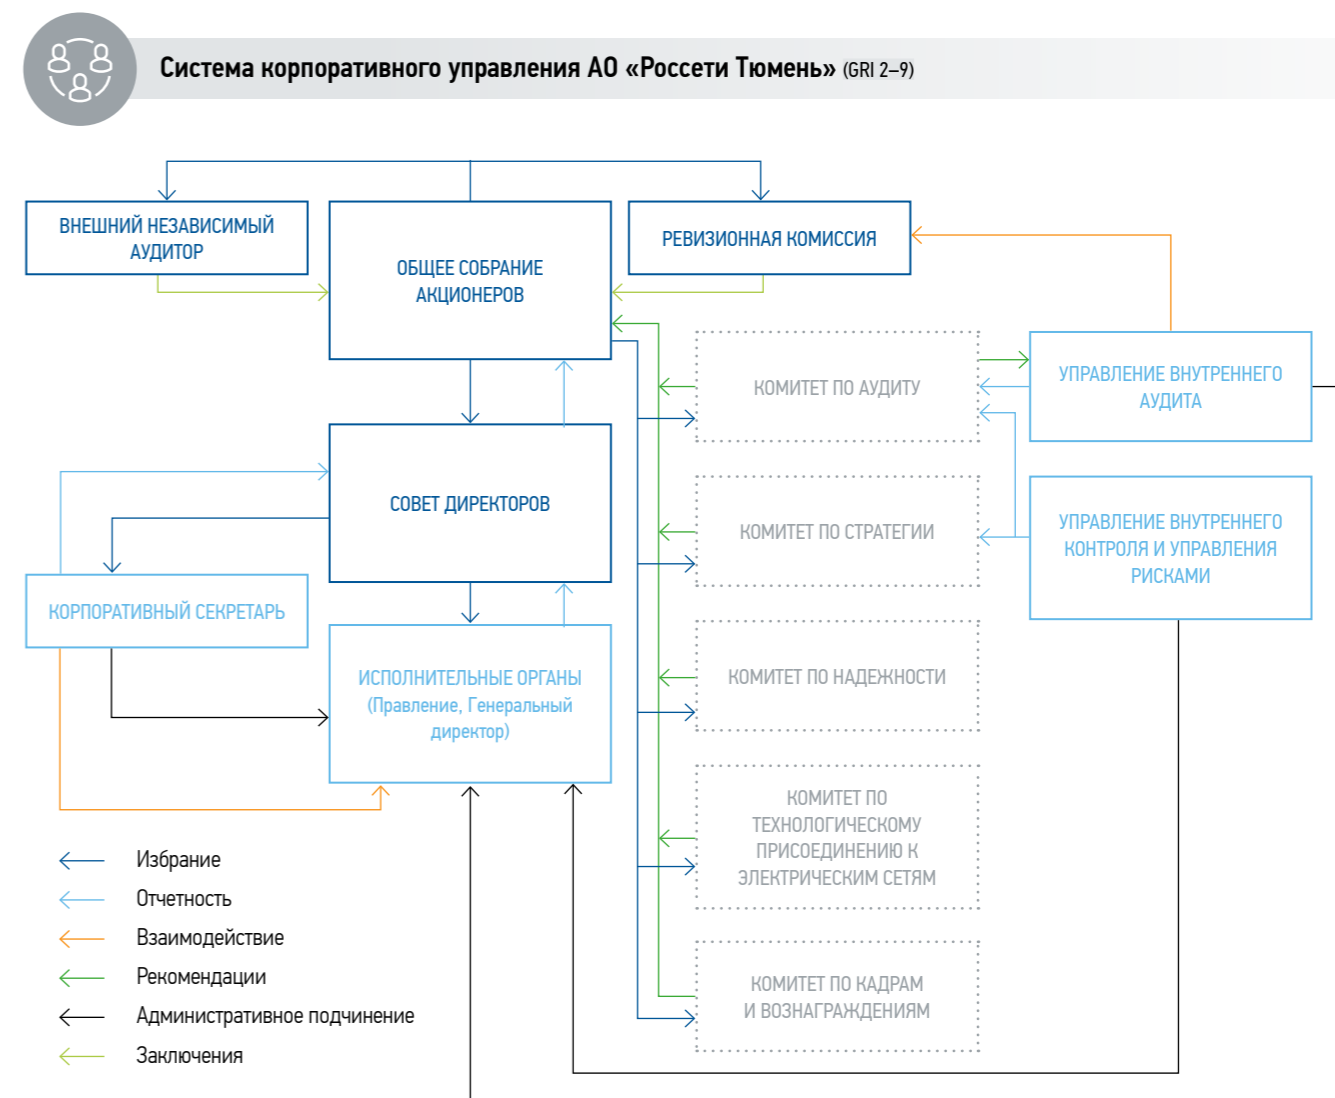 Система корпоративного управления АО «Россети Тюмень» (GRI 2–9)
ВНЕШНИЙ НЕЗАВИСИМЫЙ
АУДИТОР
ОБЩЕЕ СОБРАНИЕ
АКЦИОНЕРОВ
РЕВИЗИОННАЯ КОМИССИЯ
КОМИТЕТ ПО АУДИТУ
УПРАВЛЕНИЕ ВНУТРЕННЕГО
АУДИТА
СОВЕТ ДИРЕКТОРОВ
КОМИТЕТ ПО СТРАТЕГИИ
УПРАВЛЕНИЕ ВНУТРЕННЕГО
КОНТРОЛЯ И УПРАВЛЕНИЯ
РИСКАМИ
КОРПОРАТИВНЫЙ СЕКРЕТАРЬ
ИСПОЛНИТЕЛЬНЫЕ ОРГАНЫ
(Правление, Генеральный
директор)
КОМИТЕТ ПО НАДЕЖНОСТИ
КОМИТЕТ ПО
ТЕХНОЛОГИЧЕСКОМУ
ПРИСОЕДИНЕНИЮ К
ЭЛЕКТРИЧЕСКИМ СЕТЯМ
КОМИТЕТ ПО КАДРАМ
И ВОЗНАГРАЖДЕНИЯМ
Избрание
Отчетность
Взаимодействие
Рекомендации
Административное подчинение
Заключения